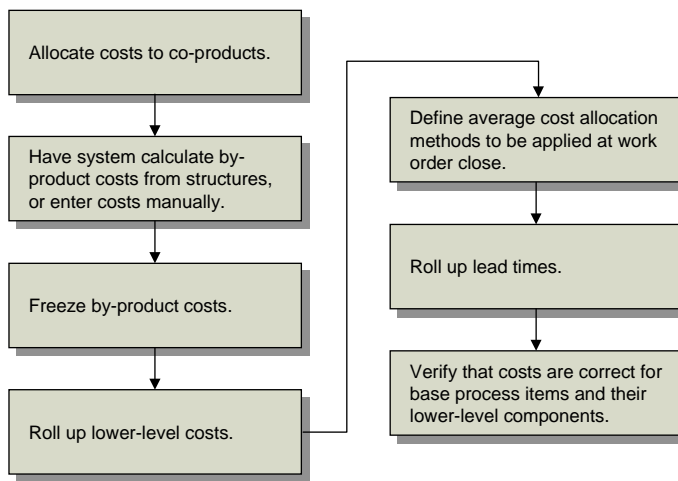 Allocate costs to co-products.
Have system calculate by-
product costs from structures,
or enter costs manually.
Freeze by-product costs.
Roll up lower-level costs.
Define average cost allocation
methods to be applied at work
order close.
Roll up lead times.
Verify that costs are correct for
base process items and their
lower-level components.